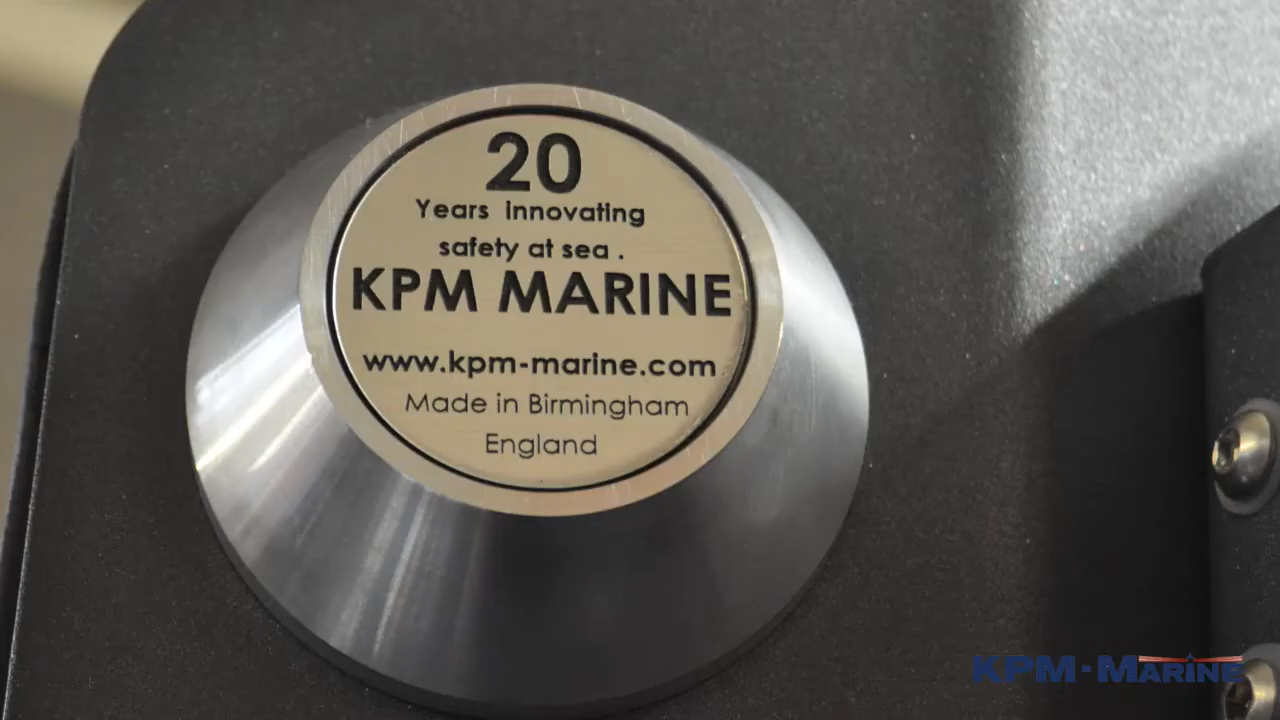 20
Years innovating
safety at sea .
KPM MARINE
www.kpm-marine.com
Made in Birmingham
England
KPM-MARINE